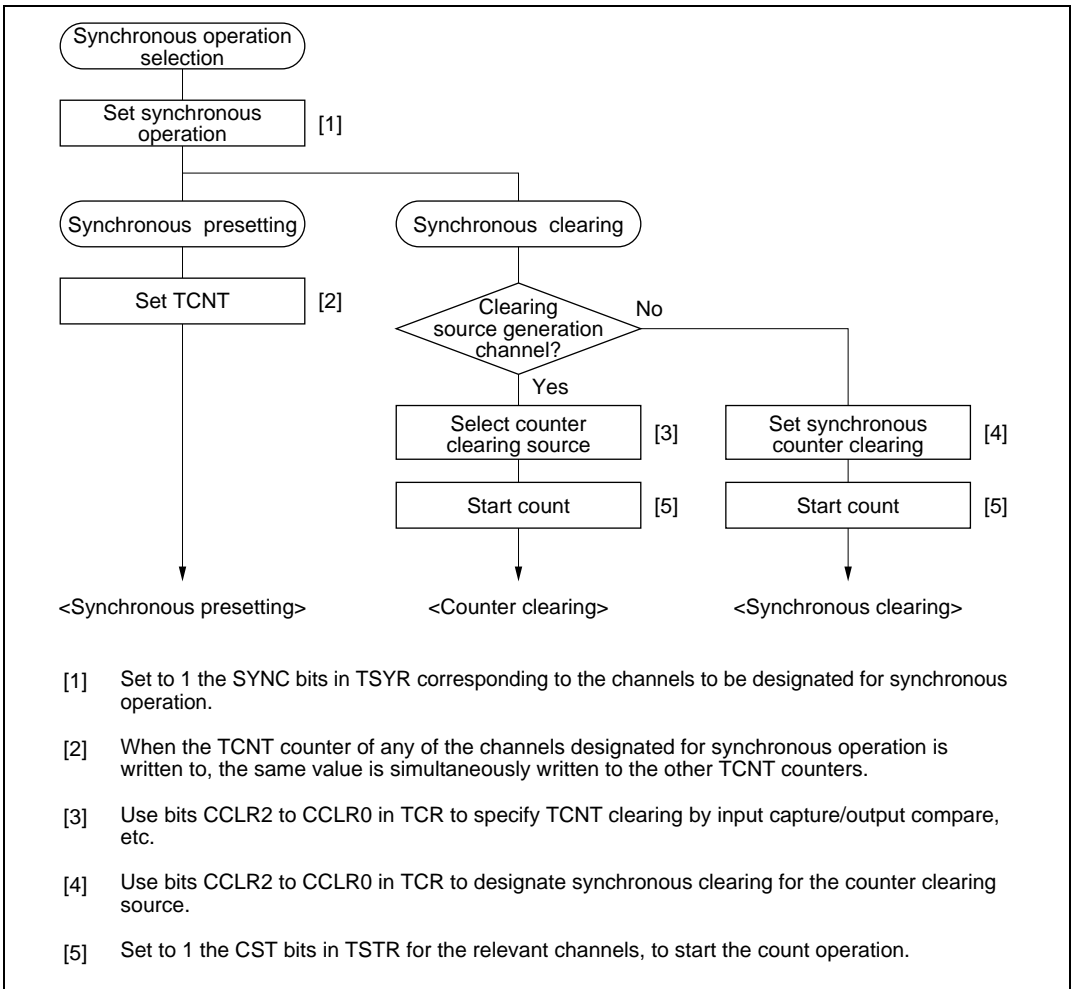 Synchronous operation
selection
Set synchronous
operation
[1]
Synchronous presetting
Synchronous clearing
Set TCNT
[2]
Clearing
source generation
channel?
No
Yes
Select counter
clearing source
[3]
Set synchronous
counter clearing
[4]
Start count
[5]
Start count
[5]
<Synchronous presetting>
<Counter clearing>
<Synchronous clearing>
[1] Set to 1 the SYNC bits in TSYR corresponding to the channels to be designated for synchronous
operation.
[2] When the TCNT counter of any of the channels designated for synchronous operation is
written to, the same value is simultaneously written to the other TCNT counters.
[3] Use bits CCLR2 to CCLR0 in TCR to specify TCNT clearing by input capture/output compare,
etc.
[4] Use bits CCLR2 to CCLR0 in TCR to designate synchronous clearing for the counter clearing
source.
[5] Set to 1 the CST bits in TSTR for the relevant channels, to start the count operation.